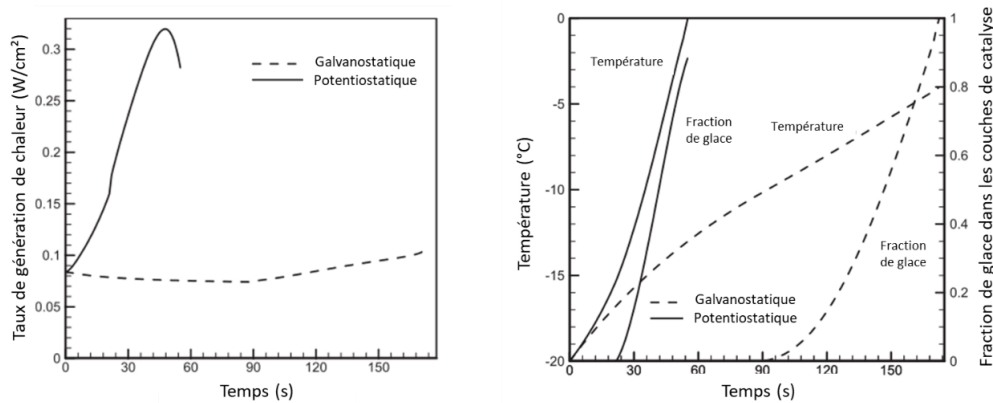 Taux de génération de chaleur (W/cm²)
0.3
0.25
0.2
0.15
0.1
0.05
0
0
30
60
90
120
150
Temps (s)
Galvanostatique
Potentiostatique
Température (°C)
0
-5
-10
-15
-20
0
30
60
90
120
150
Temps (s)
Température
Fraction
de glace
Température
Fraction
de glace
Galvanostatique
Potentiostatique
1
0.8
0.6
0.4
0.2
0
Fraction de glace dans les couches de catalyse